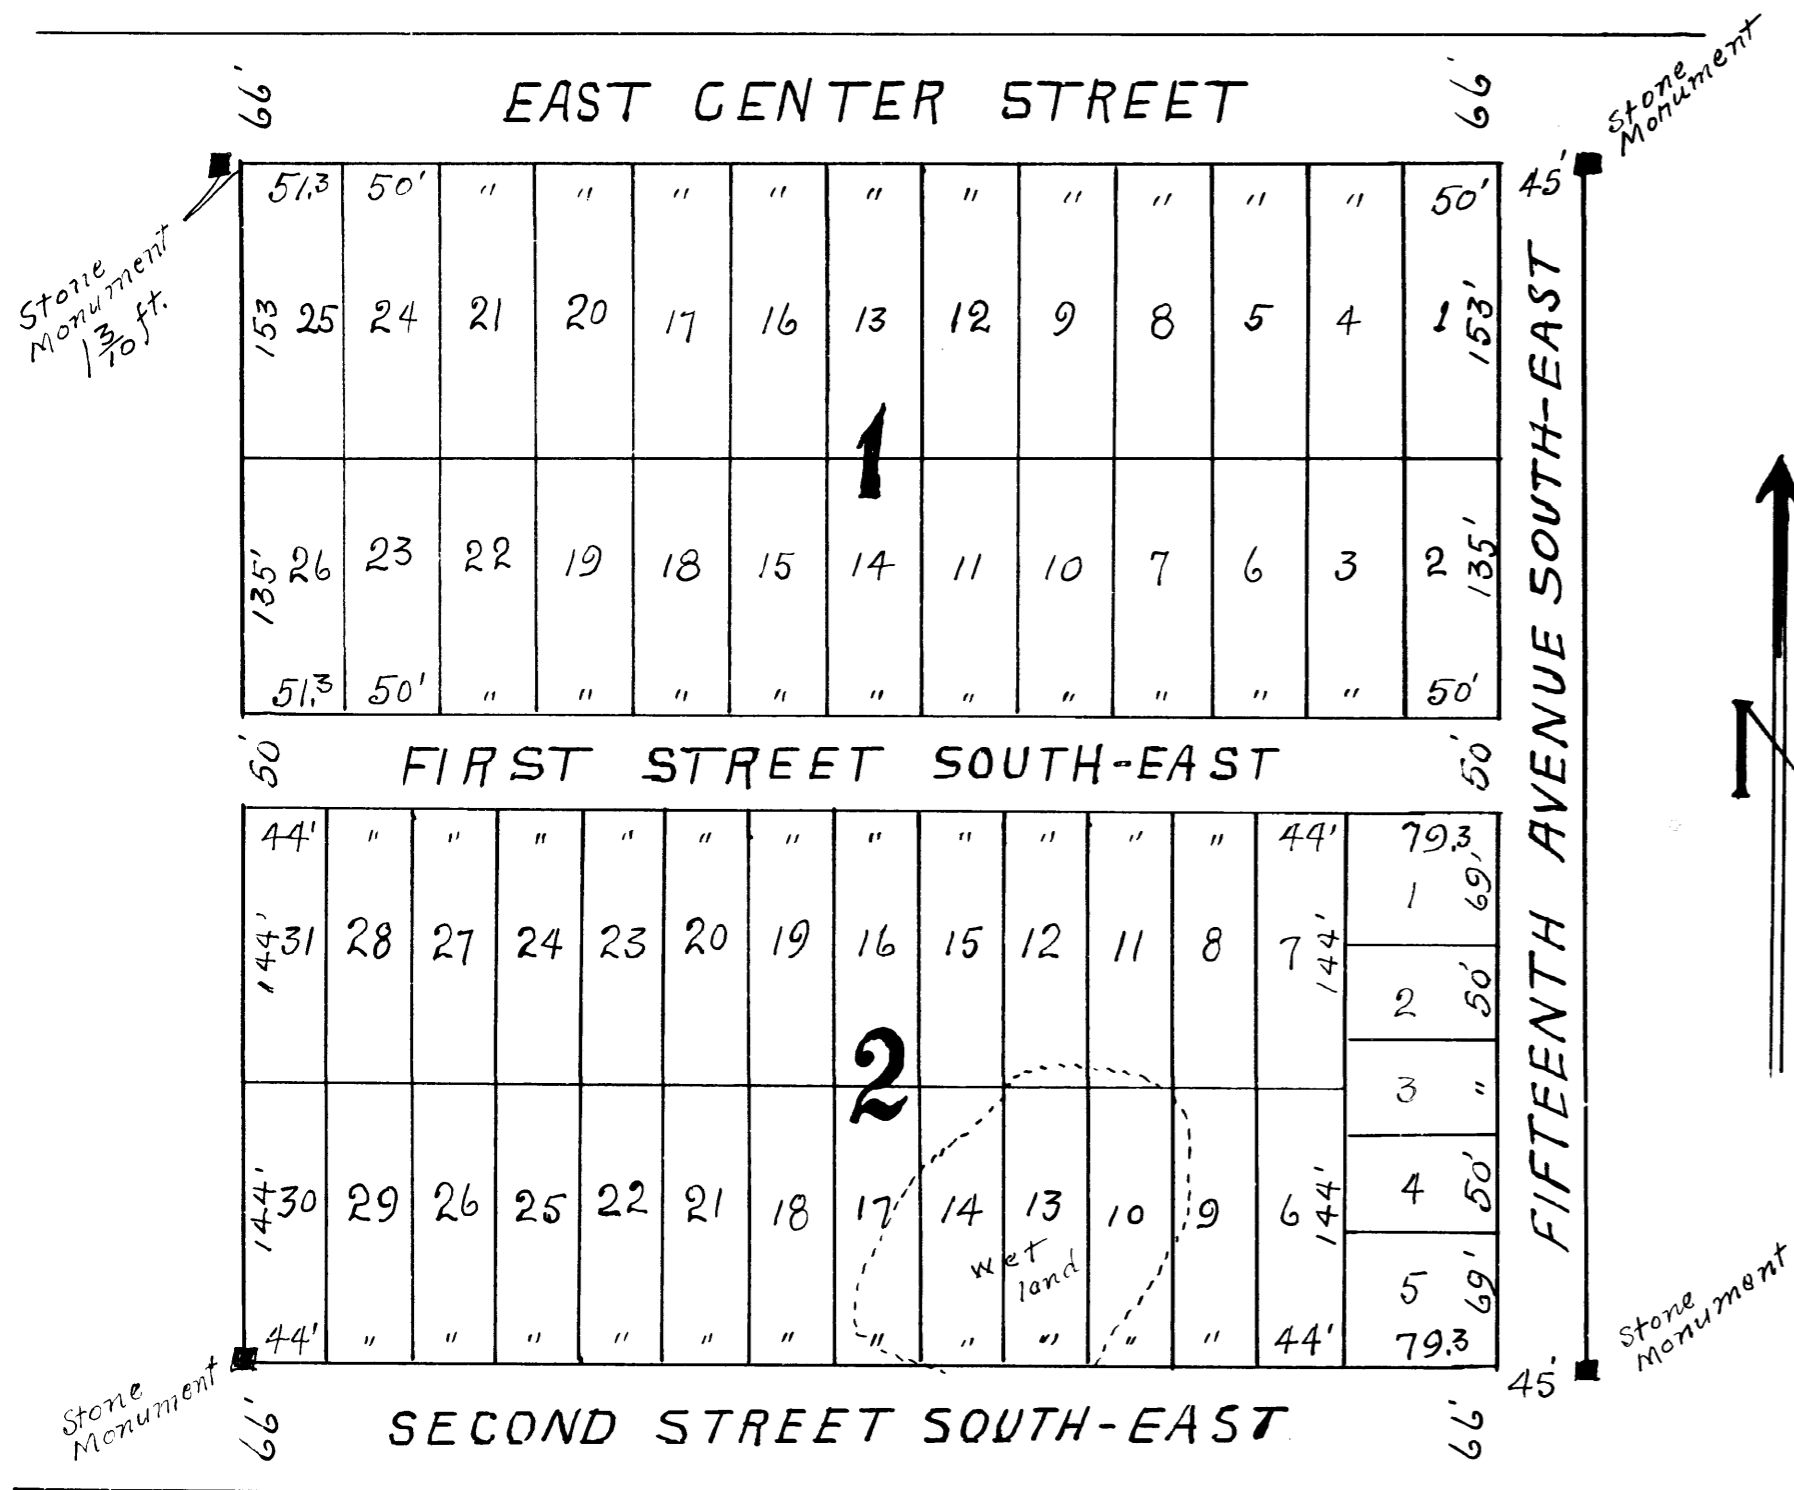 66'
EAST CENTER STREET
66'
Stone
Monument
51.3 50' " " " " " " " " " " 50'
45'
Stone
Monument
1 3/10 ft.
153 25 24 21 20 17 16 13 12 9 8 5 4 1 153'
1
135' 26 23 22 19 18 15 14 11 10 7 6 3 2 135'
51.3 50' " " " " " " " " " " 50'
50'
FIRST STREET SOUTH-EAST
50'
FIFTEENTH AVENUE SOUTH-EAST
N
44' " " " " " " " " " " " 44' 79.3
1 69'
144' 31 28 27 24 23 20 19 16 15 12 11 8 7 144'
2 50'
2
3 "
144' 30 29 26 25 22 21 18 17 14 13 10 9 6 144'
4 50'
wet
land
5 69'
44' " " " " " " " " " " " 44' 79.3
Stone
Monument
45'
Stone
Monument
66'
SECOND STREET SOUTH-EAST
66'